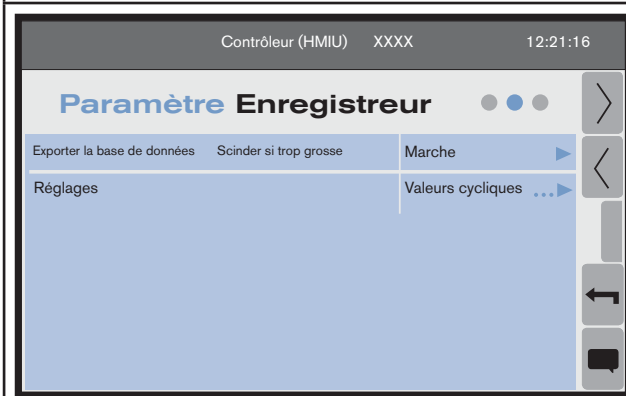 Contrôleur (HMIU) XXXX 12:21:16
Paramètre Enregistreur
Exporter la base de données Scinder si trop grosse Marche
Réglages Valeurs cycliques ...